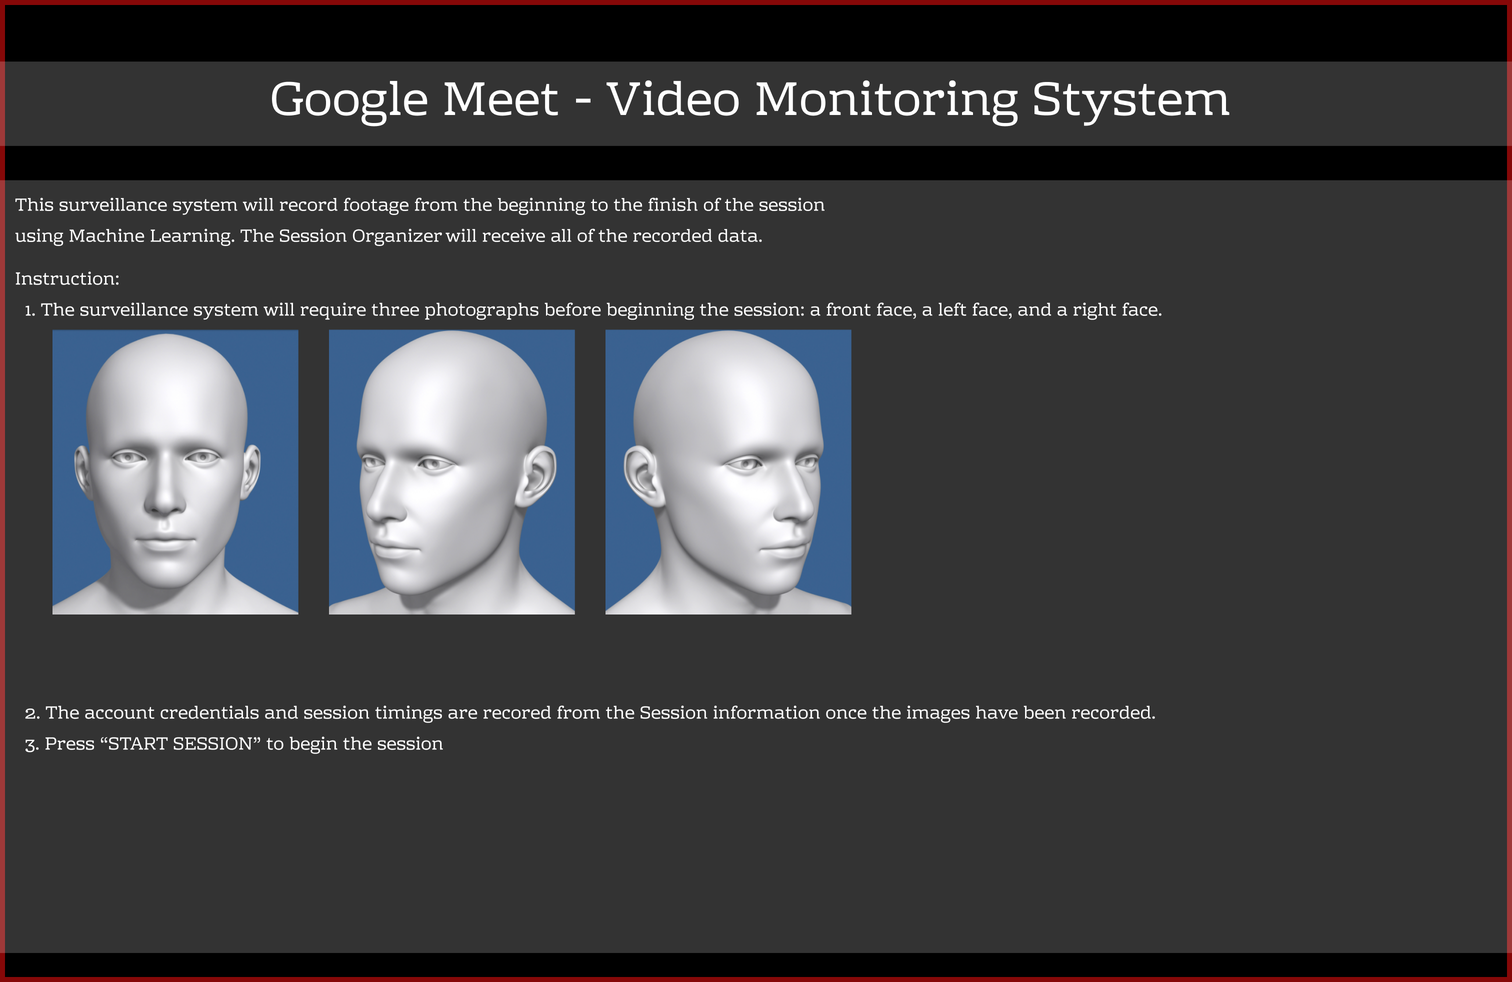 Google Meet - Video Monitoring Stystem
This surveillance system will record footage from the beginning to the finish of the session
using Machine Learning. The Session Organizer will receive all of the recorded data.
Instruction:
1. The surveillance system will require three photographs before beginning the session: a front face, a left face, and a right face.
2. The account credentials and session timings are recored from the Session information once the images have been recorded.
3. Press “START SESSION” to begin the session